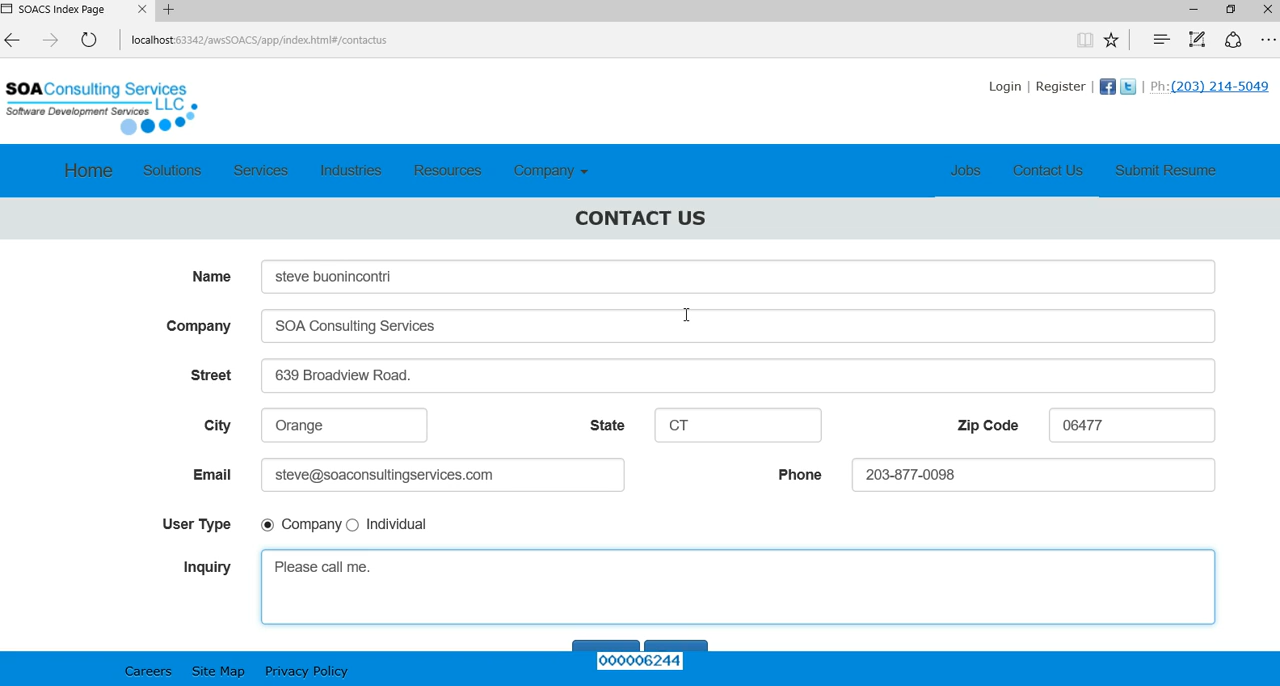 SOACS Index Page
localhost:63342/awsSOACS/app/index.html#/contactus
SOAConsulting Services
LLC
Software Development Services
Login | Register | f t | Ph:(203) 214-5049
Home Solutions Services Industries Resources Company Jobs Contact Us Submit Resume
CONTACT US
Name steve buonincontri
Company SOA Consulting Services
Street 639 Broadview Road.
City Orange State CT Zip Code 06477
Email steve@soaconsultingservices.com Phone 203-877-0098
User Type Company Individual
Inquiry Please call me.
000006244
Careers Site Map Privacy Policy